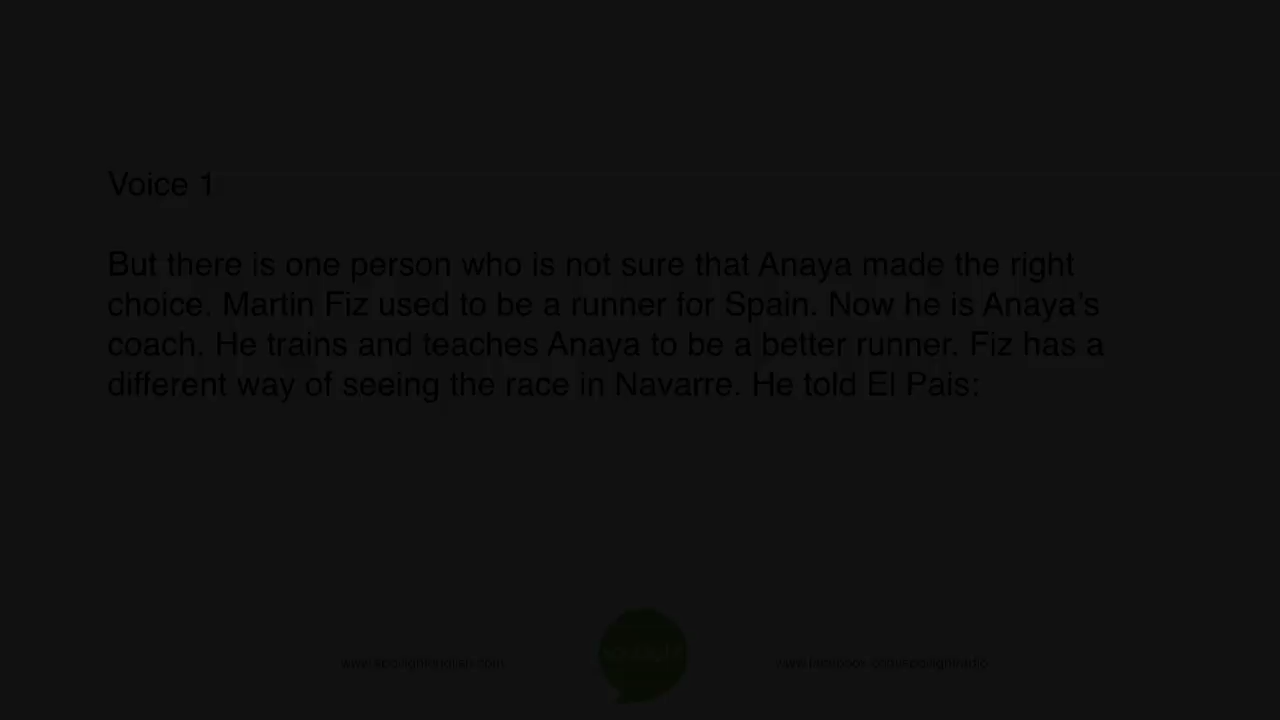 Voice 1
But there is one person who is not sure that Anaya made the right
choice. Martin Fiz used to be a runner for Spain. Now he is Anaya's
coach. He trains and teaches Anaya to be a better runner. Fiz has a
different way of seeing the race in Navarre. He told El Pais: